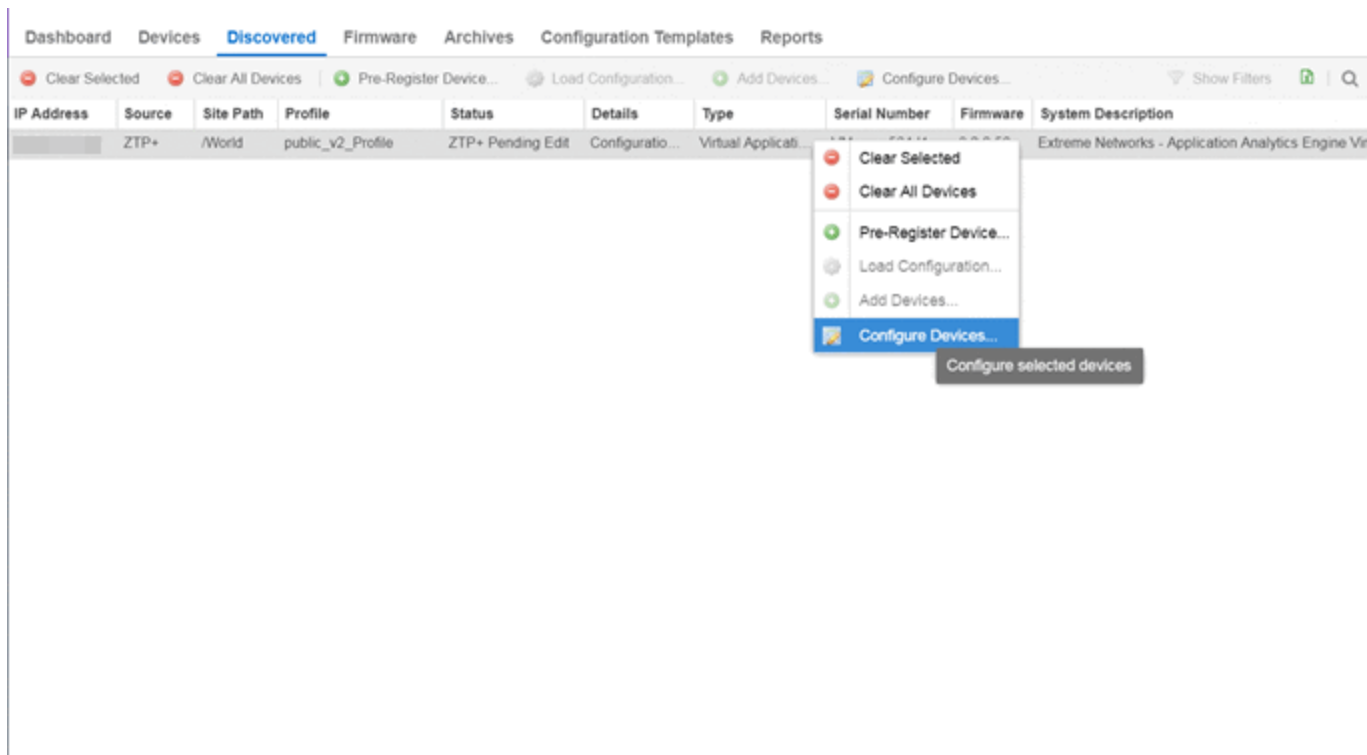 Dashboard Devices Discovered Firmware Archives Configuration Templates Reports
Clear Selected Clear All Devices Pre-Register Device... Load Configuration... Add Devices... Configure Devices... Show Filters
IP Address Source Site Path Profile Status Details Type Serial Number Firmware System Description
ZTP+ /World public_v2_Profile ZTP+ Pending Edit Configuratio... Virtual Applicati... Extreme Networks - Application Analytics Engine Vir
Clear Selected
Clear All Devices
Pre-Register Device...
Load Configuration...
Add Devices...
Configure Devices...
Configure selected devices